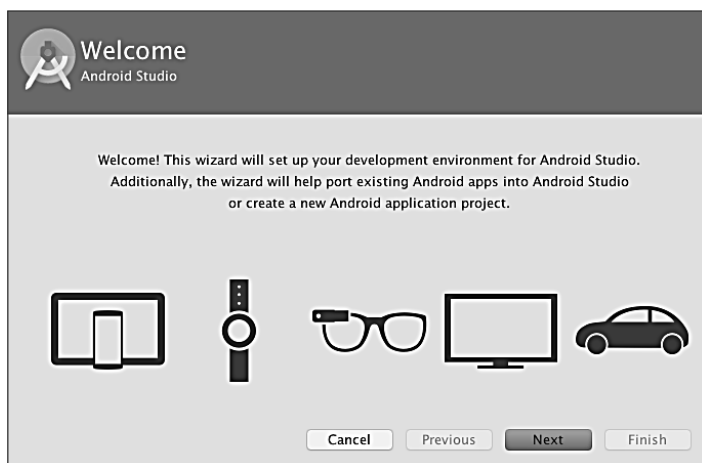 Welcome
Android Studio
Welcome! This wizard will set up your development environment for Android Studio.
Additionally, the wizard will help port existing Android apps into Android Studio
or create a new Android application project.
Cancel Previous Next Finish